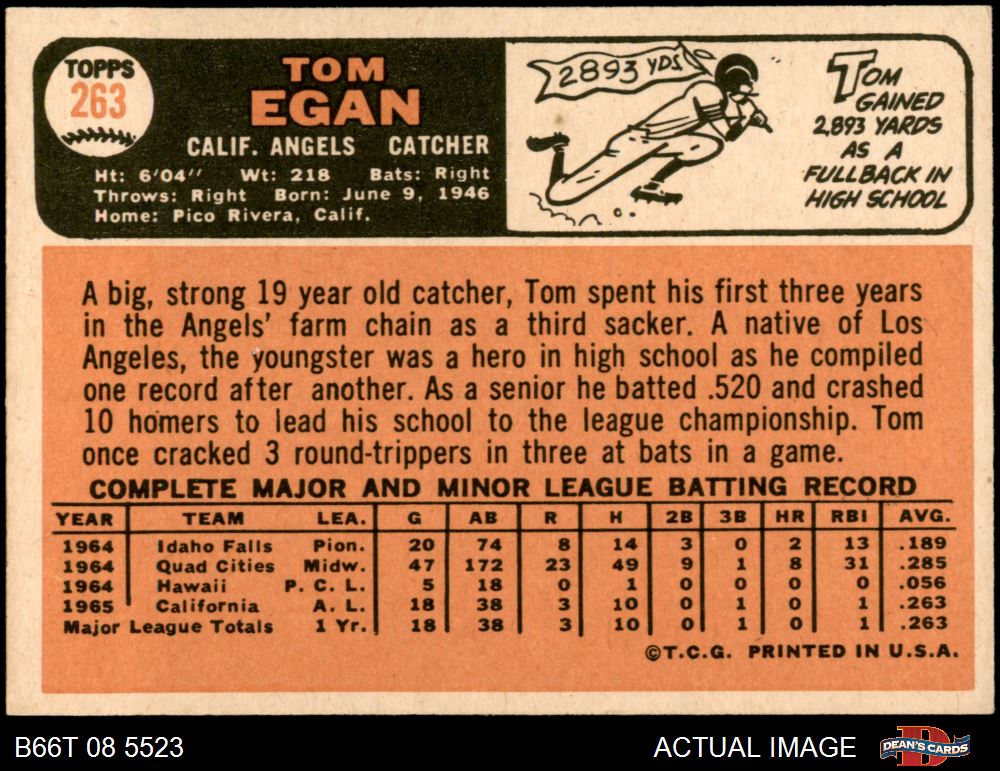 TOPPS
263
TOM
EGAN
CALIF. ANGELS CATCHER
Ht: 6'04" Wt: 218 Bats: Right
Throws: Right Born: June 9, 1946
Home: Pico Rivera, Calif.
2893 YDS.
TOM
GAINED
2,893 YARDS
AS A
FULLBACK IN
HIGH SCHOOL
A big, strong 19 year old catcher, Tom spent his first three years
in the Angels' farm chain as a third sacker. A native of Los
Angeles, the youngster was a hero in high school as he compiled
one record after another. As a senior he batted .520 and crashed
10 homers to lead his school to the league championship. Tom
once cracked 3 round-trippers in three at bats in a game.
COMPLETE MAJOR AND MINOR LEAGUE BATTING RECORD
YEAR TEAM LEA. G AB R H 2B 3B HR RBI AVG.
1964 Idaho Falls Pion. 20 74 8 14 3 0 2 13 .189
1964 Quad Cities Midw. 47 172 23 49 9 1 8 31 .285
1964 Hawaii P. C. L. 5 18 0 1 0 0 0 0 .056
1965 California A. L. 18 38 3 10 0 1 0 1 .263
Major League Totals 1 Yr. 18 38 3 10 0 1 0 1 .263
©T.C.G. PRINTED IN U.S.A.
B66T 08 5523
ACTUAL IMAGE
D
DEAN'S CARDS